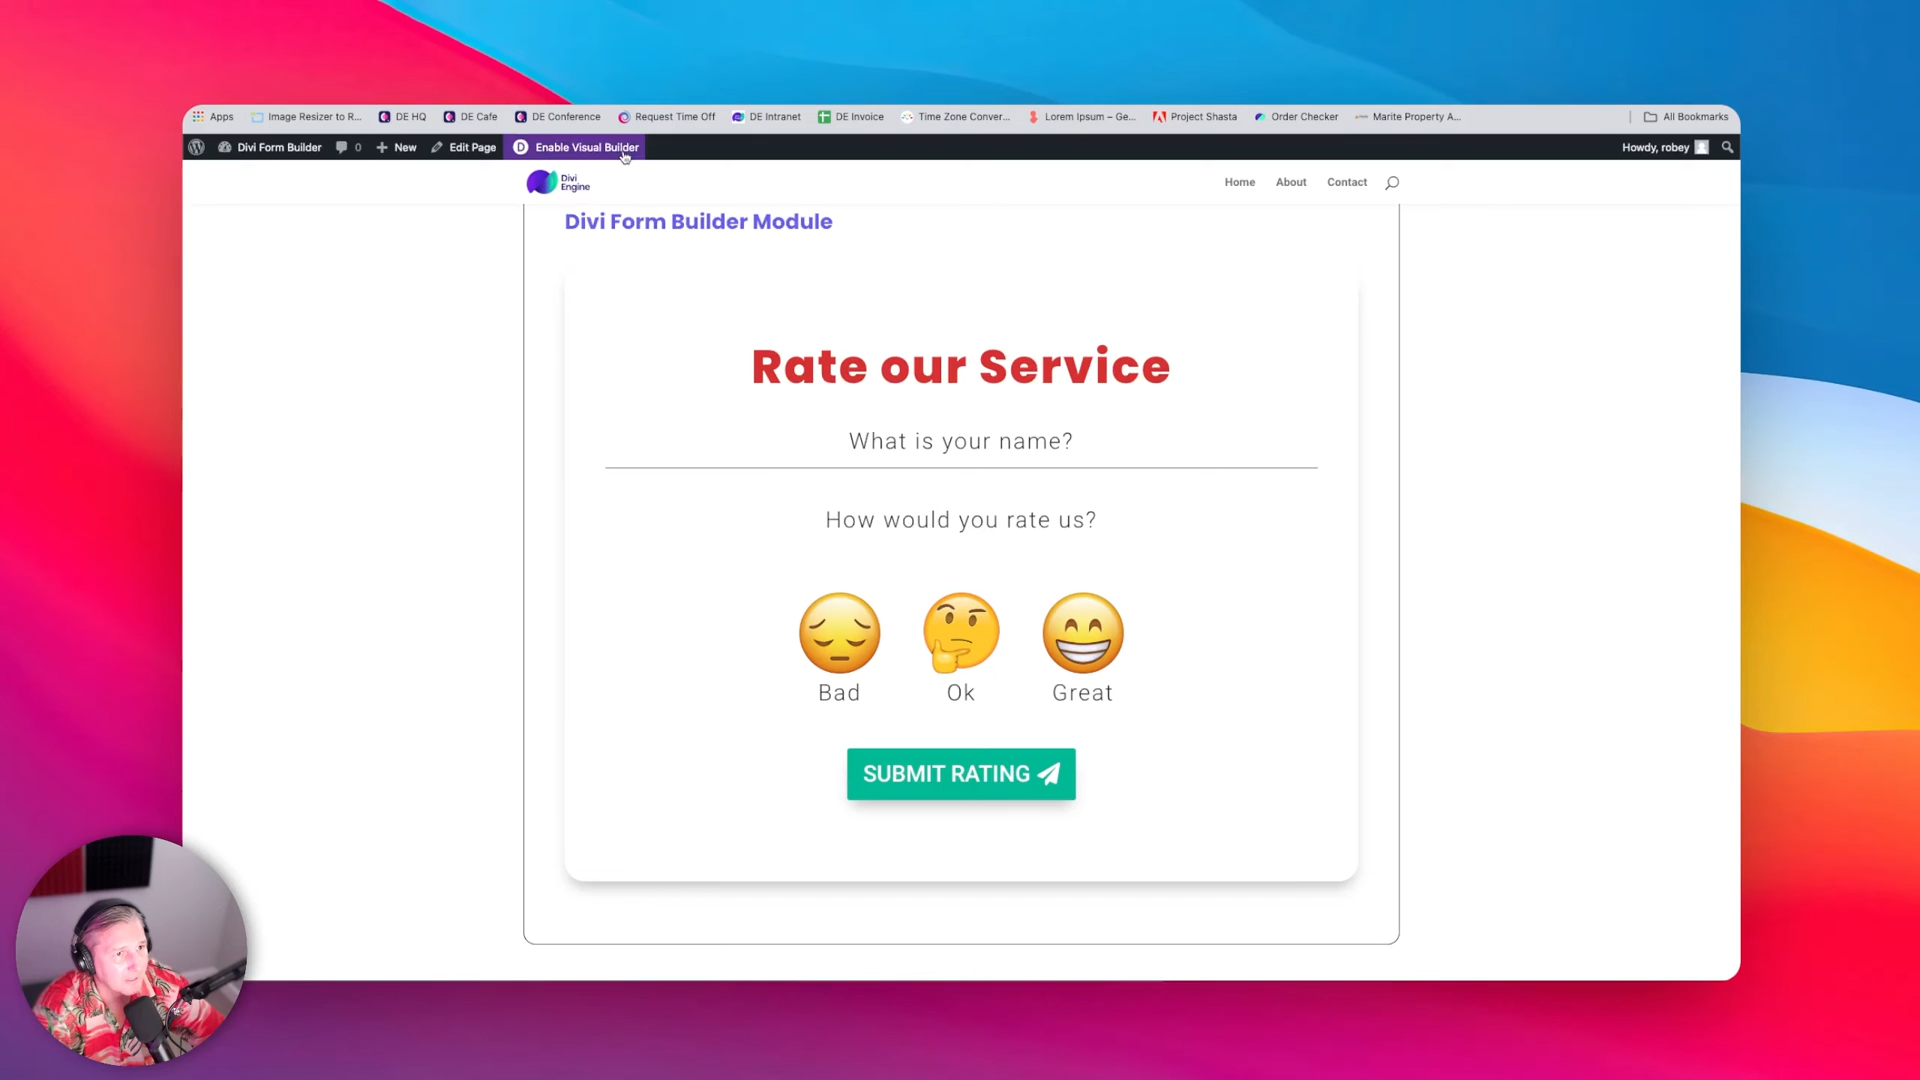 Apps Image Resizer to R... DE HQ DE Cafe DE Conference Request Time Off DE Intranet DE Invoice Time Zone Conver... Lorem Ipsum – Ge... Project Shasta Order Checker Marite Property A... All Bookmarks
Divi Form Builder 0 New Edit Page D Enable Visual Builder Howdy, robey
Divi
Engine
Home About Contact
Divi Form Builder Module
Rate our Service
What is your name?
How would you rate us?
Bad Ok Great
SUBMIT RATING